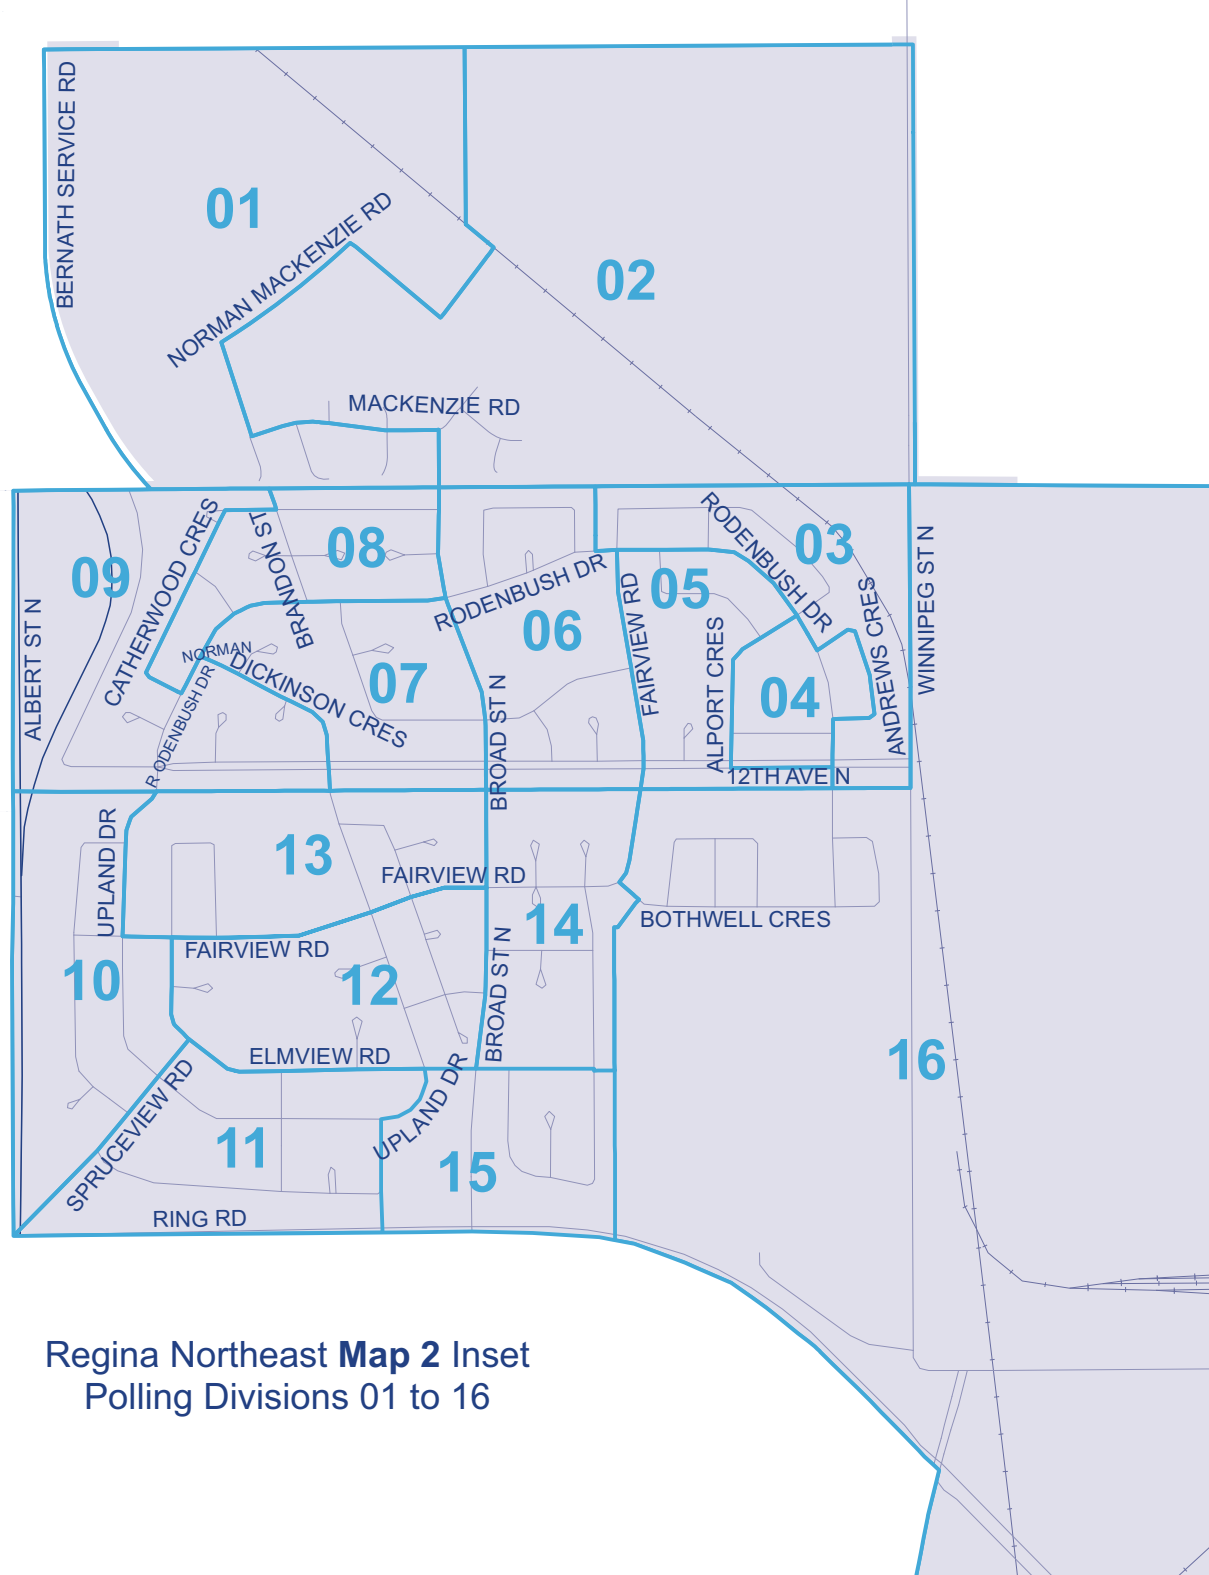 BERNATH SERVICE RD
01
NORMAN MACKENZIE RD
02
MACKENZIE RD
CATHERWOOD CRES
BRANDON ST
08
RODENBUSH DR
03
WINNIPEG ST N
09
ALBERT ST N
RODENBUSH DR
05
ANDREWS CRES
06
FAIRVIEW RD
ALPORT CRES
NORMAN
DICKINSON CRES
07
04
R RODENBUSH DR
BROAD ST N
12TH AVE N
UPLAND DR
13
FAIRVIEW RD
14
BOTHWELL CRES
FAIRVIEW RD
10
12
BROAD ST N
ELMVIEW RD
16
SPRUCEVIEW RD
UPLAND DR
11
15
RING RD
Regina Northeast Map 2 Inset
Polling Divisions 01 to 16